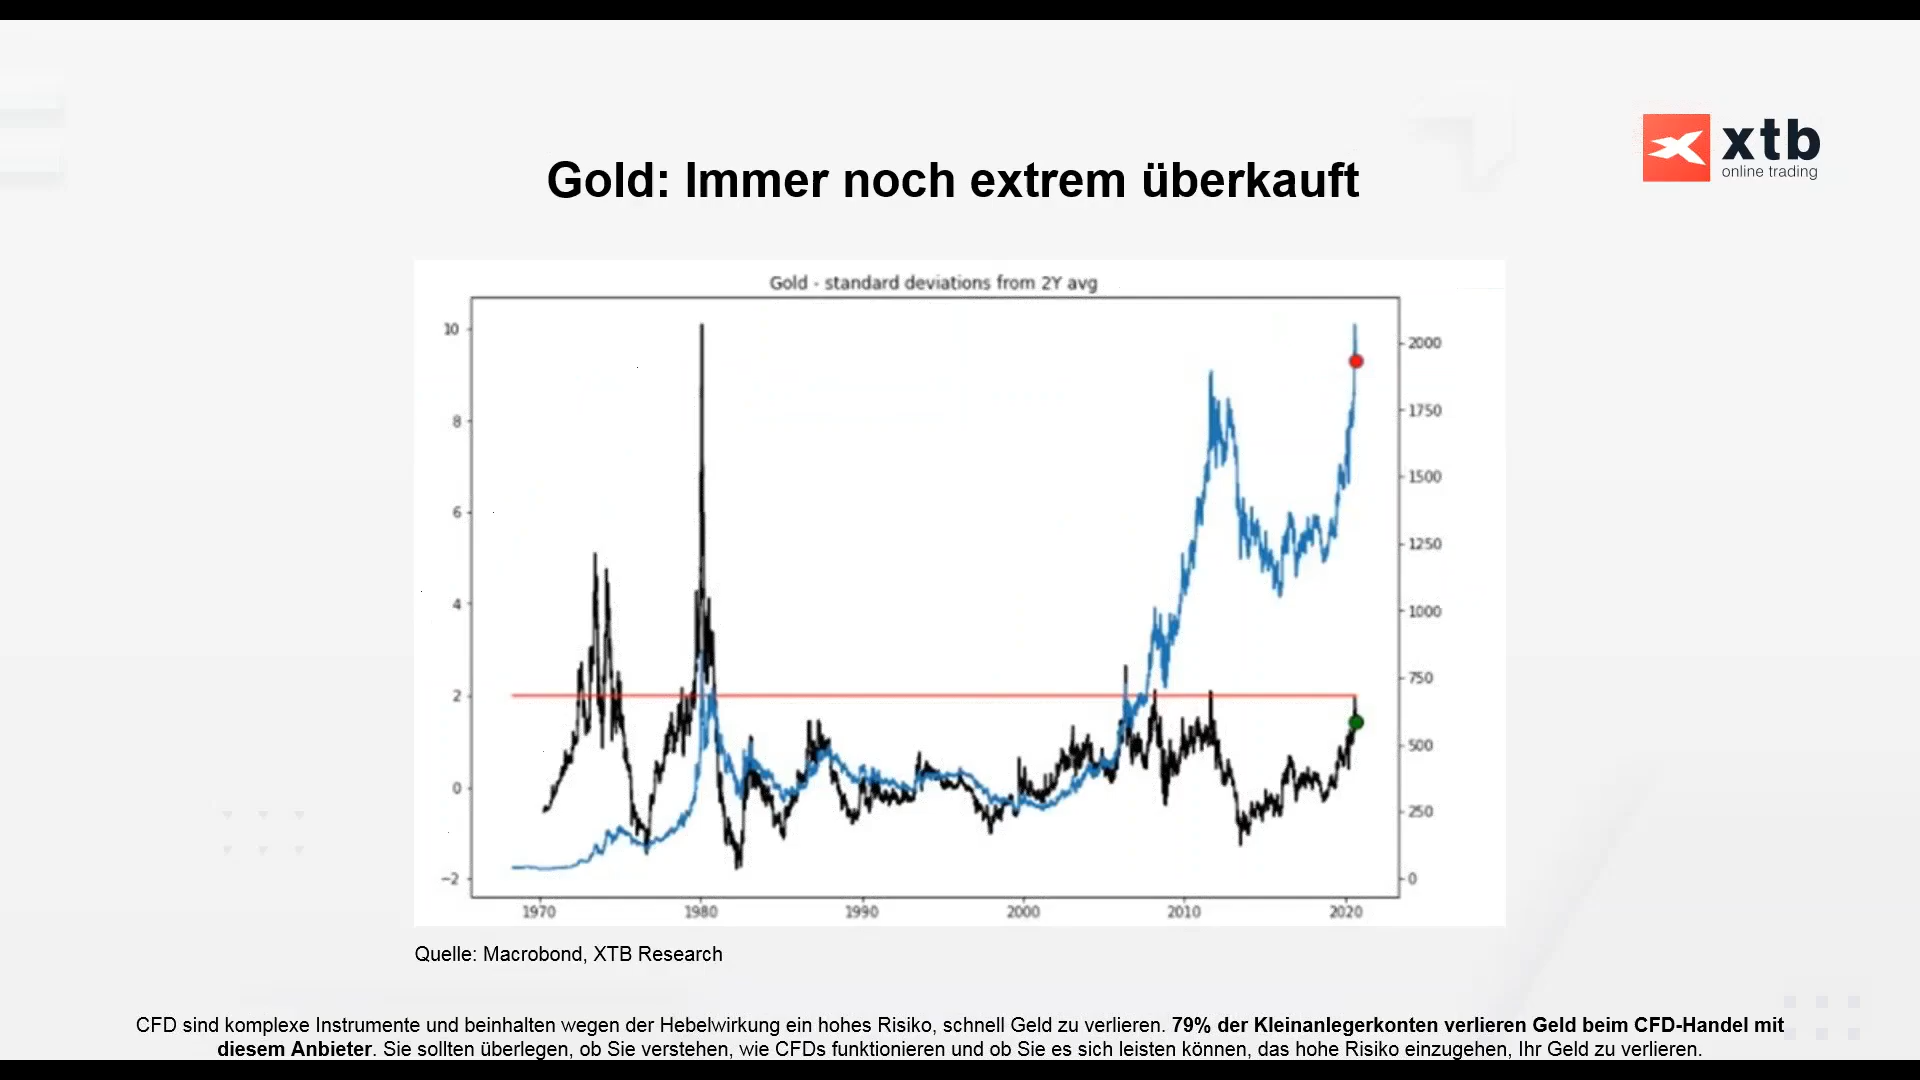 xtb
online trading
Gold: Immer noch extrem überkauft
Gold - standard deviations from 2Y avg
10
8
6
4
2
0
−2
2000
1750
1500
1250
1000
750
500
250
0
1970 1980 1990 2000 2010 2020
Quelle: Macrobond, XTB Research
CFD sind komplexe Instrumente und beinhalten wegen der Hebelwirkung ein hohes Risiko, schnell Geld zu verlieren. 79% der Kleinanlegerkonten verlieren Geld beim CFD-Handel mit
diesem Anbieter. Sie sollten überlegen, ob Sie verstehen, wie CFDs funktionieren und ob Sie es sich leisten können, das hohe Risiko einzugehen, Ihr Geld zu verlieren.